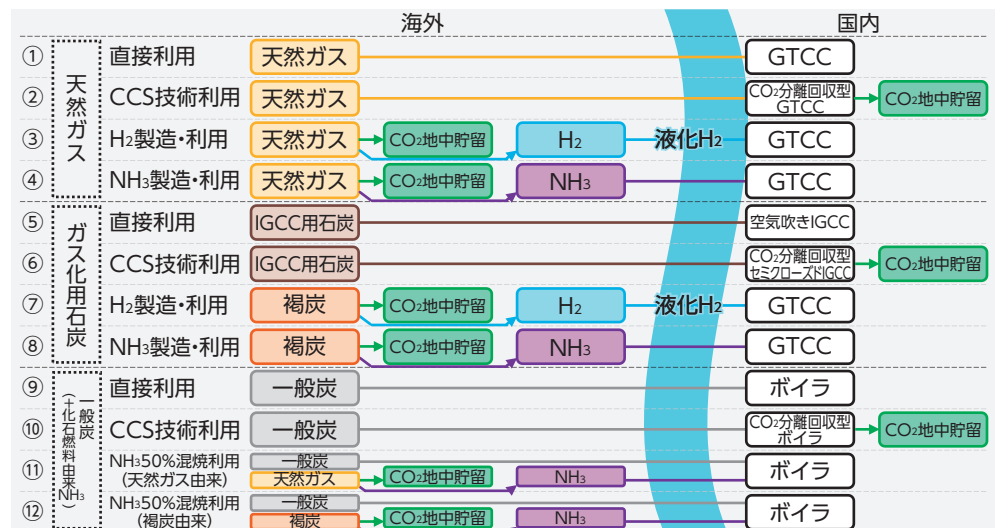 海外
国内
天然ガス
① 直接利用 天然ガス GTCC
② CCS技術利用 天然ガス CO2分離回収型 GTCC CO2地中貯留
③ H2製造・利用 天然ガス CO2地中貯留 H2 液化H2 GTCC
④ NH3製造・利用 天然ガス CO2地中貯留 NH3 GTCC
ガス化用石炭
⑤ 直接利用 IGCC用石炭 空気吹きIGCC
⑥ CCS技術利用 IGCC用石炭 CO2分離回収型 セミクローズドIGCC CO2地中貯留
⑦ H2製造・利用 褐炭 CO2地中貯留 H2 液化H2 GTCC
⑧ NH3製造・利用 褐炭 CO2地中貯留 NH3 GTCC
一般炭
(+化石燃料由来NH3)
⑨ 直接利用 一般炭 ボイラ
⑩ CCS技術利用 一般炭 CO2分離回収型 ボイラ CO2地中貯留
⑪ NH350%混焼利用 一般炭
(天然ガス由来) 天然ガス CO2地中貯留 NH3 ボイラ
⑫ NH350%混焼利用 一般炭
(褐炭由来) 褐炭 CO2地中貯留 NH3 ボイラ